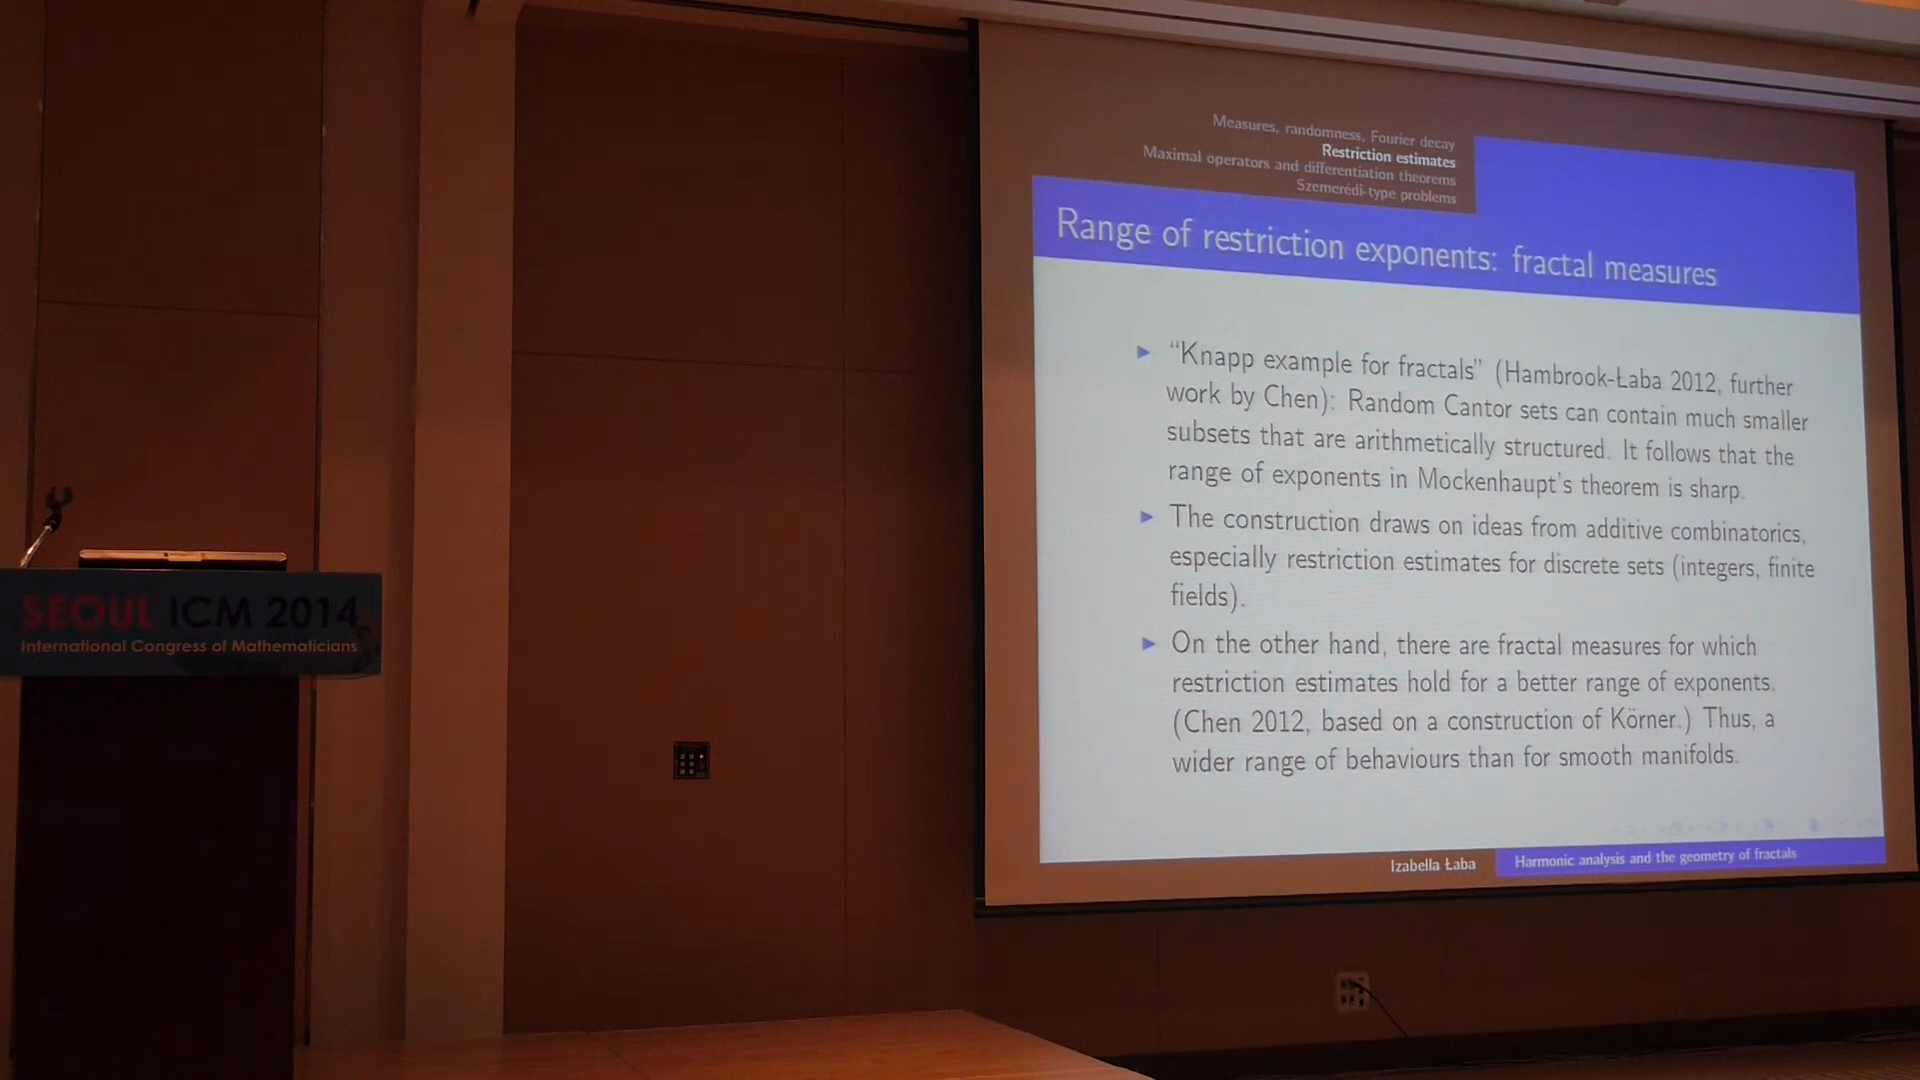 Measures, randomness, Fourier decay
Restriction estimates
Maximal operators and differentiation theorems
Szemerédi-type problems
Range of restriction exponents: fractal measures
“Knapp example for fractals” (Hambrook-Łaba 2012, further
work by Chen): Random Cantor sets can contain much smaller
subsets that are arithmetically structured. It follows that the
range of exponents in Mockenhaupt's theorem is sharp.
The construction draws on ideas from additive combinatorics,
especially restriction estimates for discrete sets (integers, finite
fields).
On the other hand, there are fractal measures for which
restriction estimates hold for a better range of exponents.
(Chen 2012, based on a construction of Körner.) Thus, a
wider range of behaviours than for smooth manifolds.
Izabella Łaba
Harmonic analysis and the geometry of fractals
SEOUL ICM 2014
International Congress of Mathematicians